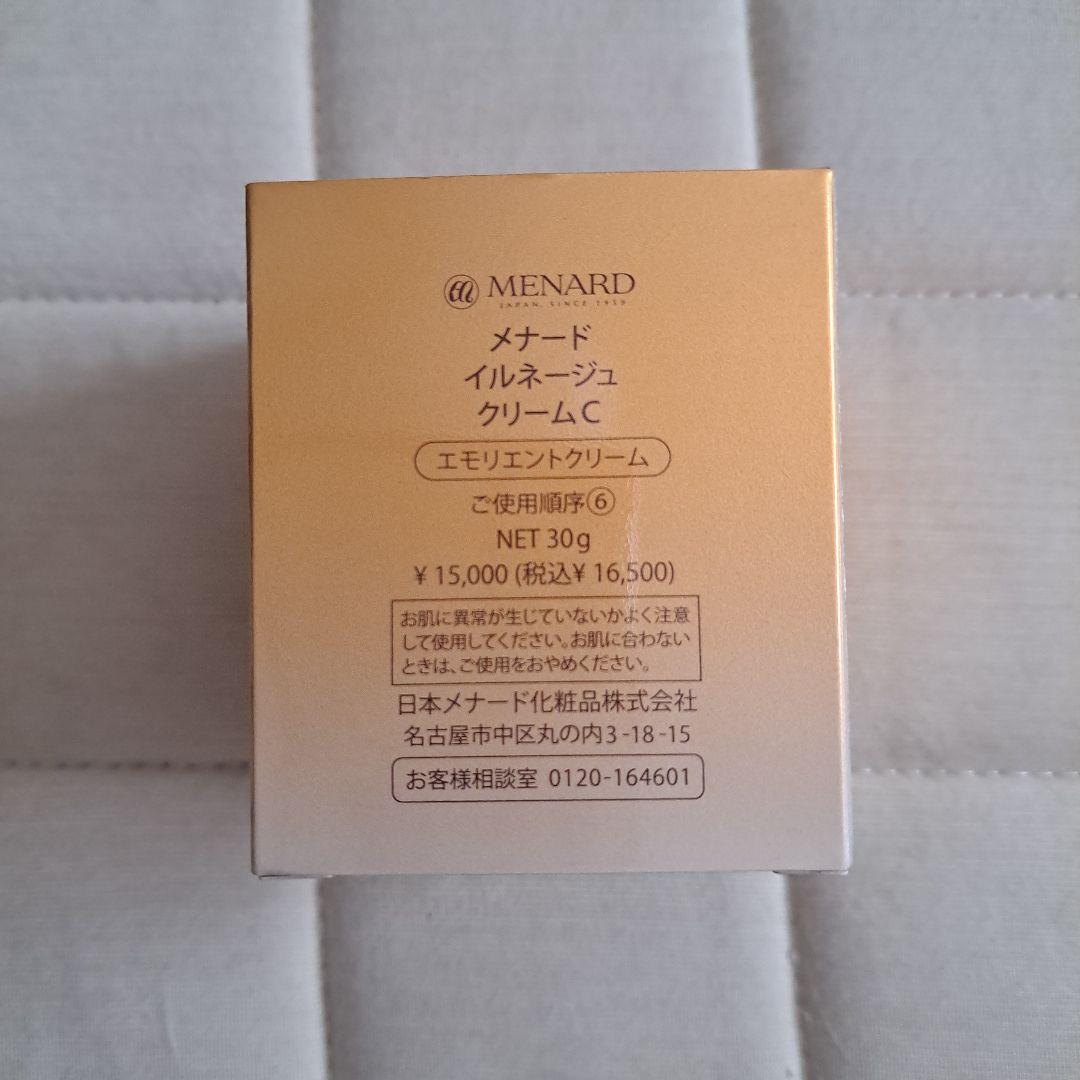 MENARD
JAPAN, SINCE 1959
メナード
イルネージュ
クリームC
エモリエントクリーム
ご使用順序⑥
NET 30g
¥ 15,000 (税込¥ 16,500)
お肌に異常が生じていないかよく注意
して使用してください。お肌に合わない
ときは、ご使用をおやめください。
日本メナード化粧品株式会社
名古屋市中区丸の内3-18-15
お客様相談室 0120-164601